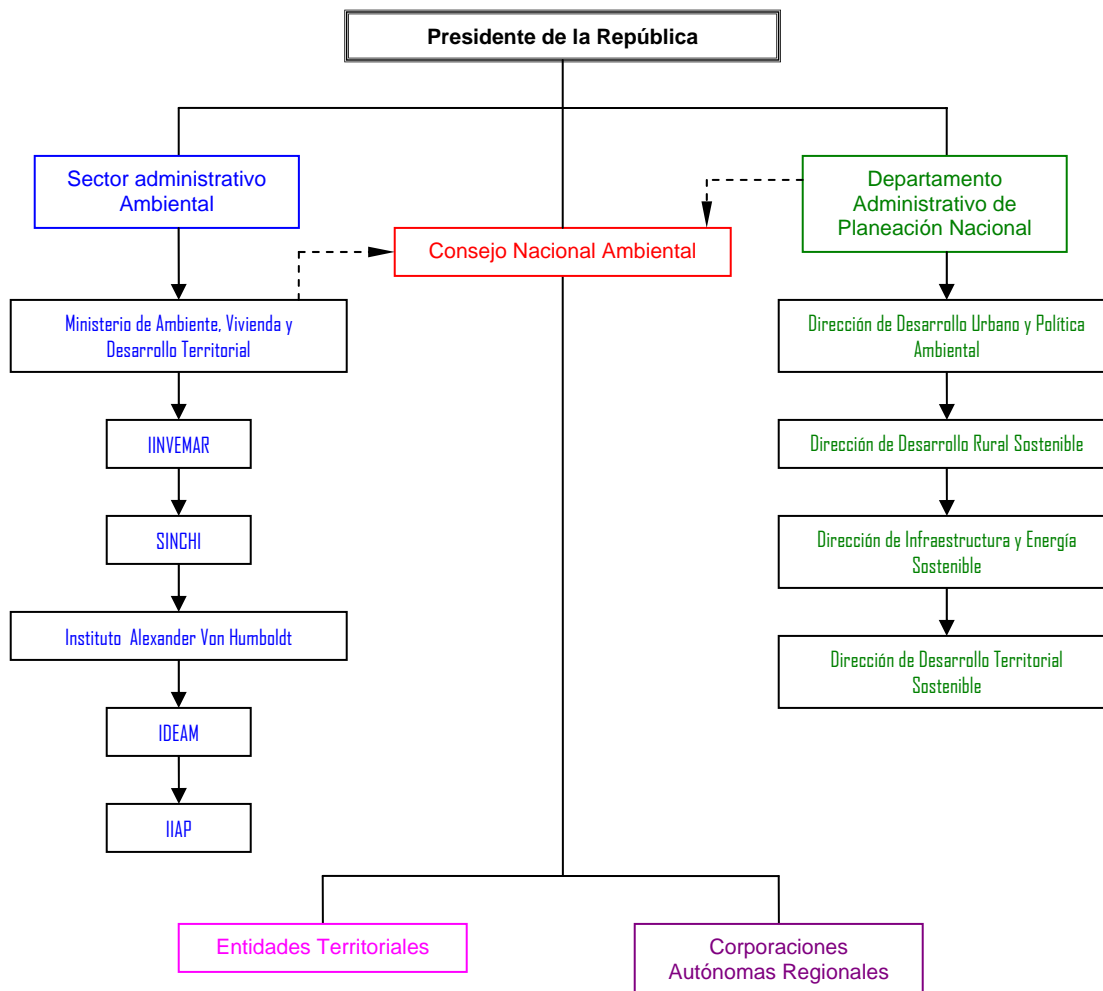 Presidente de la República
Sector administrativo
Ambiental
Departamento
Administrativo de
Planeación Nacional
Consejo Nacional Ambiental
Ministerio de Ambiente, Vivienda y
Desarrollo Territorial
Dirección de Desarrollo Urbano y Política
Ambiental
IINVEMAR
Dirección de Desarrollo Rural Sostenible
SINCHI
Dirección de Infraestructura y Energía
Sostenible
Instituto Alexander Von Humboldt
Dirección de Desarrollo Territorial
Sostenible
IDEAM
IIAP
Entidades Territoriales
Corporaciones
Autónomas Regionales